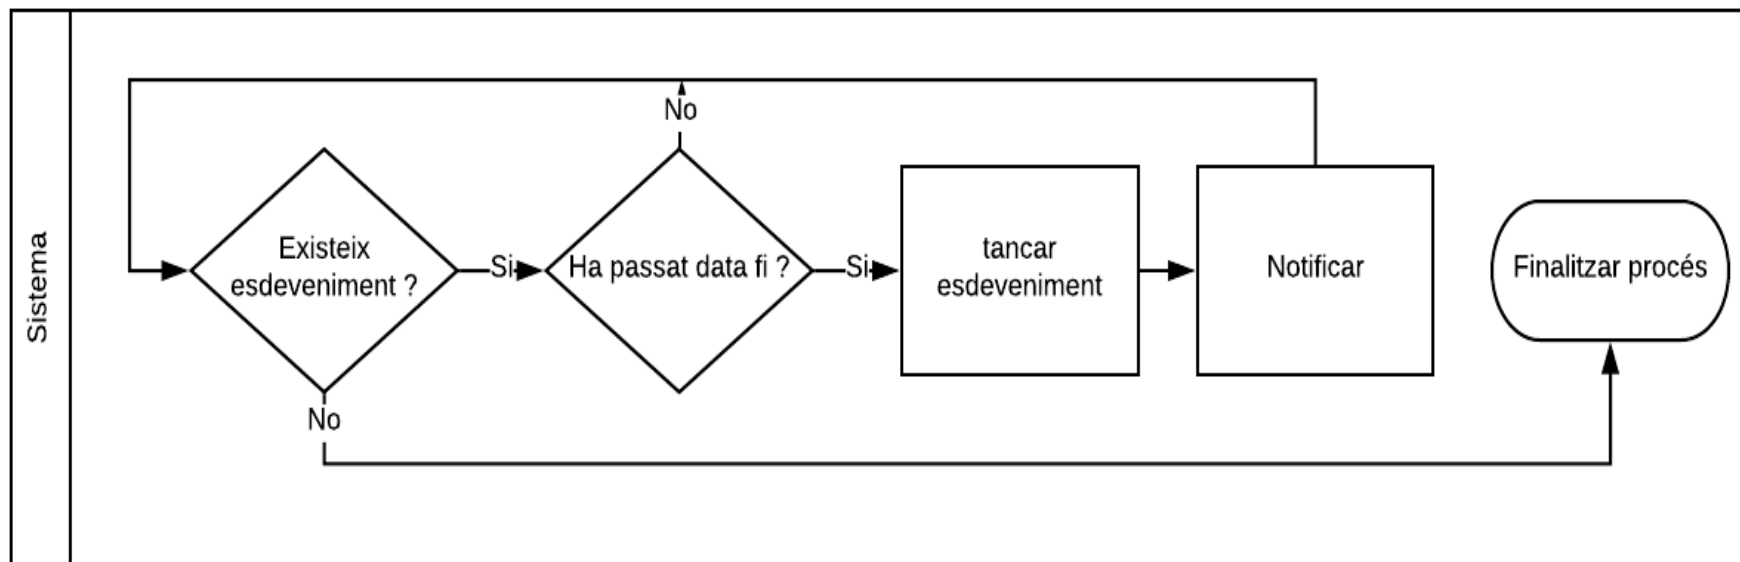 Sistema
Existeix
esdeveniment ?
No
Si
Ha passat data fi ?
No
Si
tancar
esdeveniment
Notificar
Finalitzar procés